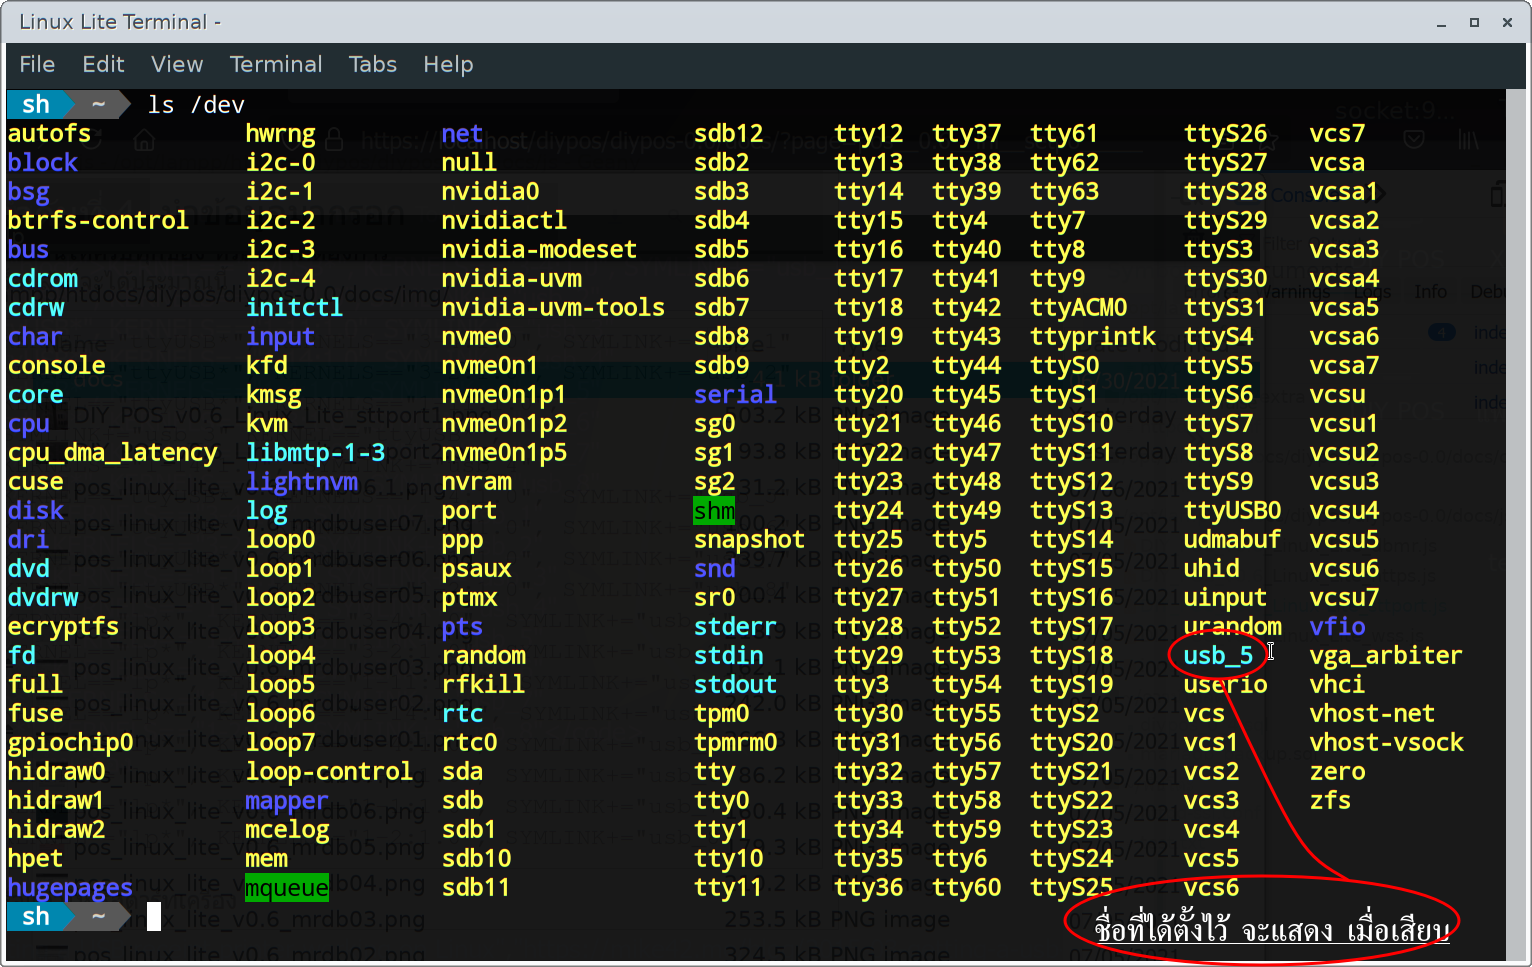 Linux Lite Terminal -
File Edit View Terminal Tabs Help
sh ~ ls /dev
autofs hwrng net sdb12 tty12 tty37 tty61 ttyS26 vcs7
block i2c-0 null sdb2 tty13 tty38 tty62 ttyS27 vcsa
bsg i2c-1 nvidia0 sdb3 tty14 tty39 tty63 ttyS28 vcsa1
btrfs-control i2c-2 nvidiactl sdb4 tty15 tty4 tty7 ttyS29 vcsa2
bus i2c-3 nvidia-modeset sdb5 tty16 tty40 tty8 ttyS3 vcsa3
cdrom i2c-4 nvidia-uvm sdb6 tty17 tty41 tty9 ttyS30 vcsa4
cdrw initctl nvidia-uvm-tools sdb7 tty18 tty42 ttyACM0 ttyS31 vcsa5
char input nvme0 sdb8 tty19 tty43 ttyprintk ttyS4 vcsa6
console kfd nvme0n1 sdb9 tty2 tty44 ttyS0 ttyS5 vcsa7
core kmsg nvme0n1p1 serial tty20 tty45 ttyS1 ttyS6 vcsu
cpu kvm nvme0n1p2 sg0 tty21 tty46 ttyS10 ttyS7 vcsu1
cpu_dma_latency libmtp-1-3 nvme0n1p5 sg1 tty22 tty47 ttyS11 ttyS8 vcsu2
cuse lightnvm nvram sg2 tty23 tty48 ttyS12 ttyS9 vcsu3
disk log port shm tty24 tty49 ttyS13 ttyUSB0 vcsu4
dri loop0 ppp snapshot tty25 tty5 ttyS14 udmabuf vcsu5
dvd loop1 psaux snd tty26 tty50 ttyS15 uhid vcsu6
dvdrw loop2 ptmx sr0 tty27 tty51 ttyS16 uinput vcsu7
ecryptfs loop3 pts stderr tty28 tty52 ttyS17 urandom vfio
fd loop4 random stdin tty29 tty53 ttyS18 usb_5 vga_arbiter
full loop5 rfkill stdout tty3 tty54 ttyS19 userio vhci
fuse loop6 rtc tpm0 tty30 tty55 ttyS2 vcs vhost-net
gpiochip0 loop7 rtc0 tpmrm0 tty31 tty56 ttyS20 vcs1 vhost-vsock
hidraw0 loop-control sda tty tty32 tty57 ttyS21 vcs2 zero
hidraw1 mapper sdb tty0 tty33 tty58 ttyS22 vcs3 zfs
hidraw2 mcelog sdb1 tty1 tty34 tty59 ttyS23 vcs4
hpet mem sdb10 tty10 tty35 tty6 ttyS24 vcs5
hugepages mqueue sdb11 tty11 tty36 tty60 ttyS25 vcs6
sh ~
ชื่อที่ได้ตั้งไว้ จะแสดง เมื่อเสียบ